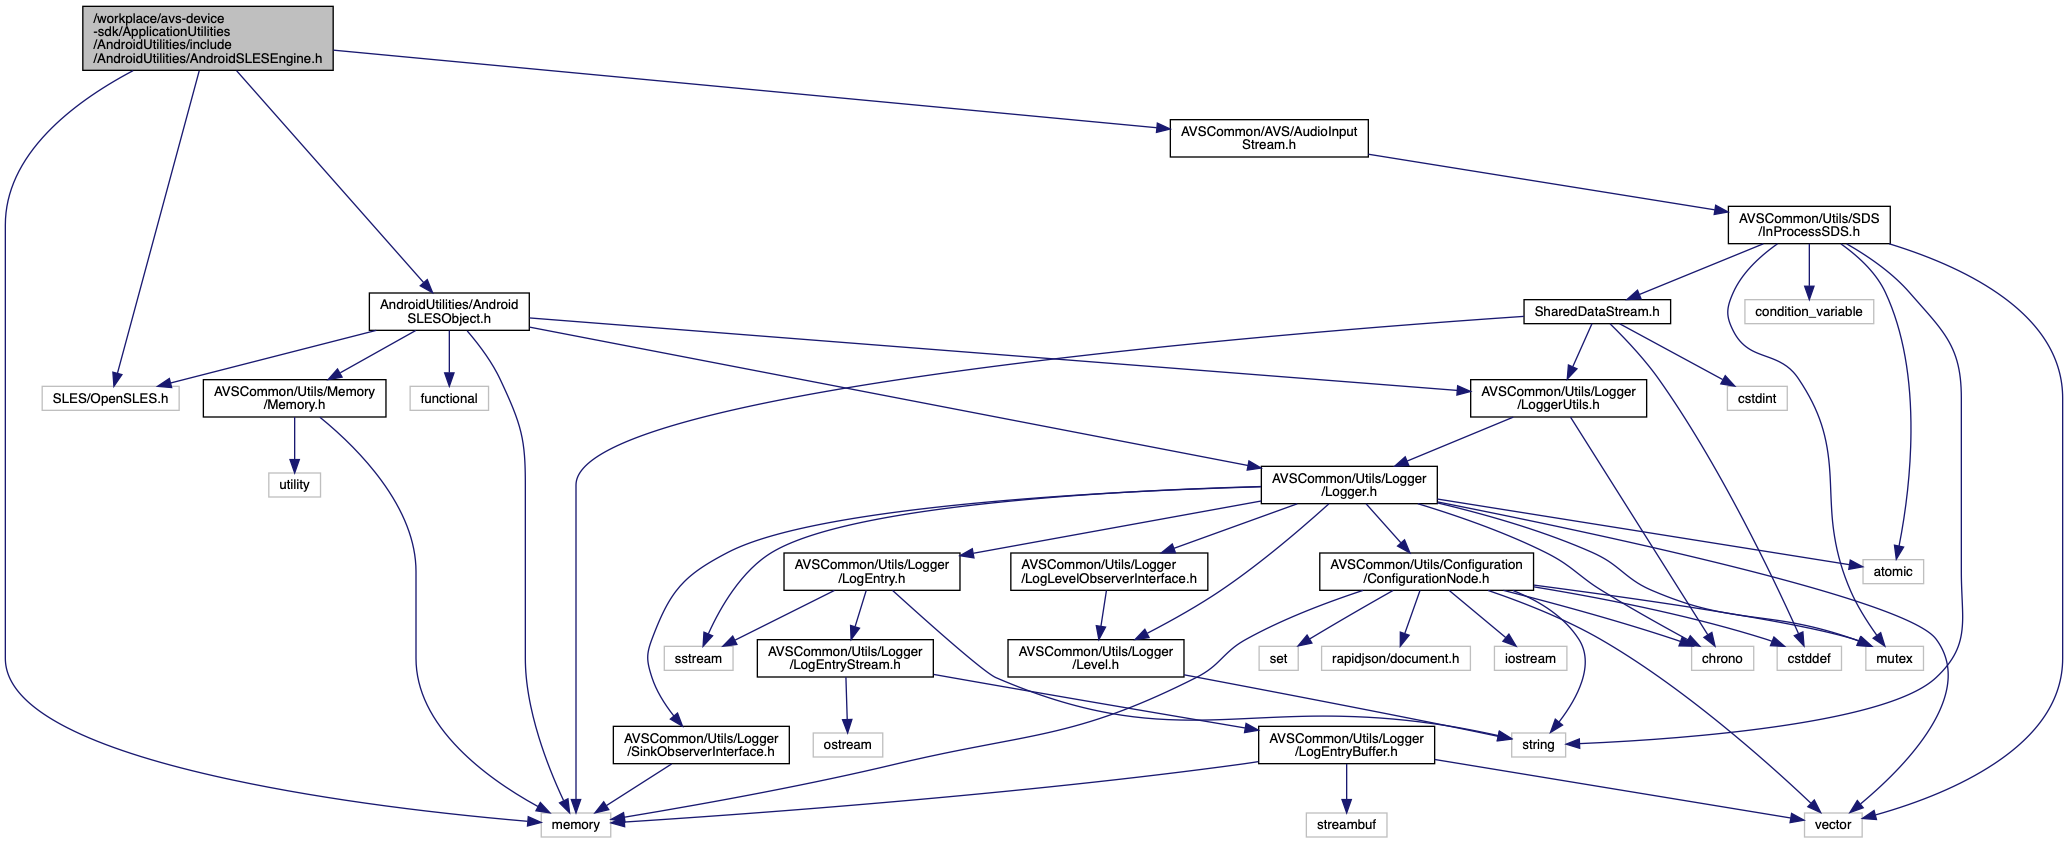 /workplace/avs-device
-sdk/ApplicationUtilities
/AndroidUtilities/include
/AndroidUtilities/AndroidSLESEngine.h
AVSCommon/AVS/AudioInput
Stream.h
AVSCommon/Utils/SDS
/InProcessSDS.h
AndroidUtilities/Android
SLESObject.h
SharedDataStream.h
condition_variable
SLES/OpenSLES.h
AVSCommon/Utils/Memory
/Memory.h
functional
AVSCommon/Utils/Logger
/LoggerUtils.h
cstdint
utility
AVSCommon/Utils/Logger
/Logger.h
AVSCommon/Utils/Logger
/LogEntry.h
AVSCommon/Utils/Logger
/LogLevelObserverInterface.h
AVSCommon/Utils/Configuration
/ConfigurationNode.h
atomic
sstream
AVSCommon/Utils/Logger
/LogEntryStream.h
AVSCommon/Utils/Logger
/Level.h
set
rapidjson/document.h
iostream
chrono
cstddef
mutex
AVSCommon/Utils/Logger
/SinkObserverInterface.h
ostream
AVSCommon/Utils/Logger
/LogEntryBuffer.h
string
memory
streambuf
vector